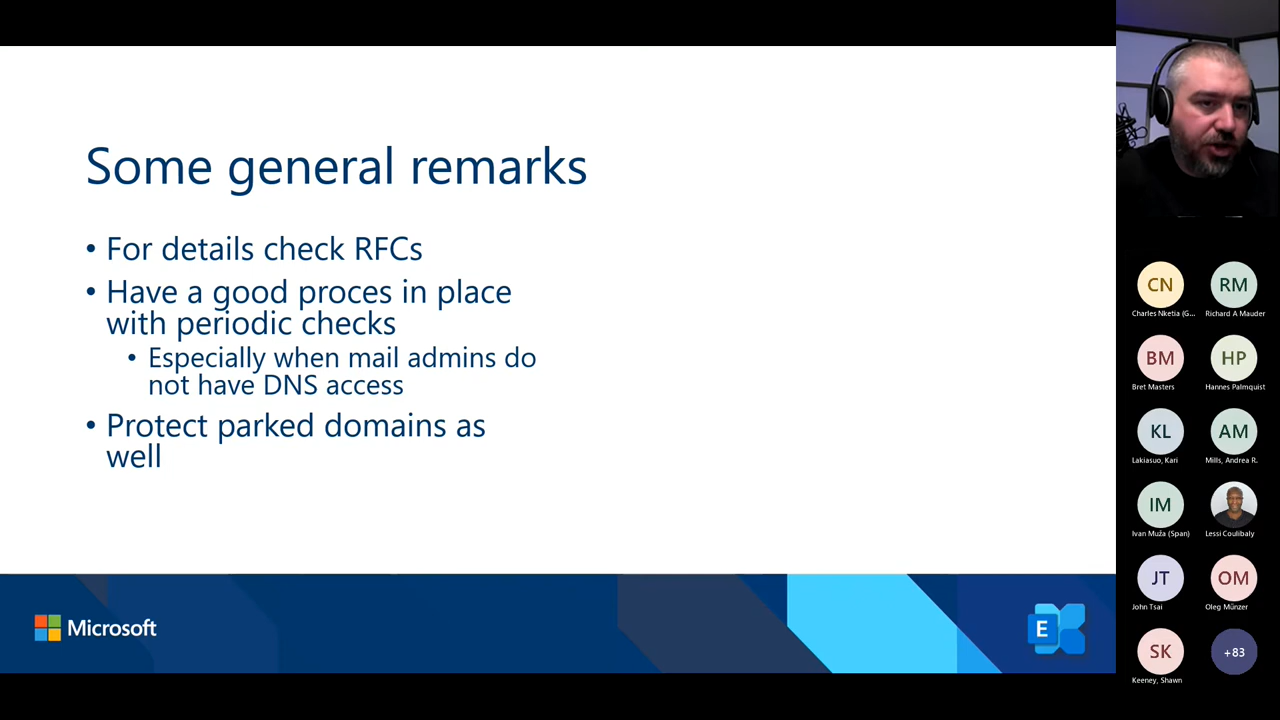 Some general remarks
• For details check RFCs
• Have a good proces in place
with periodic checks
• Especially when mail admins do
not have DNS access
• Protect parked domains as
well
Microsoft
E
CN
RM
Charles Nketia (G...
Richard A Mauder
BM
HP
Bret Masters
Hannes Palmquist
KL
AM
Lakiasuo, Kari
Mills, Andrea R.
IM
Ivan Muža (Span)
Lessi Coulibaly
JT
OM
John Tsai
Oleg Münzer
SK
+83
Keeney, Shawn